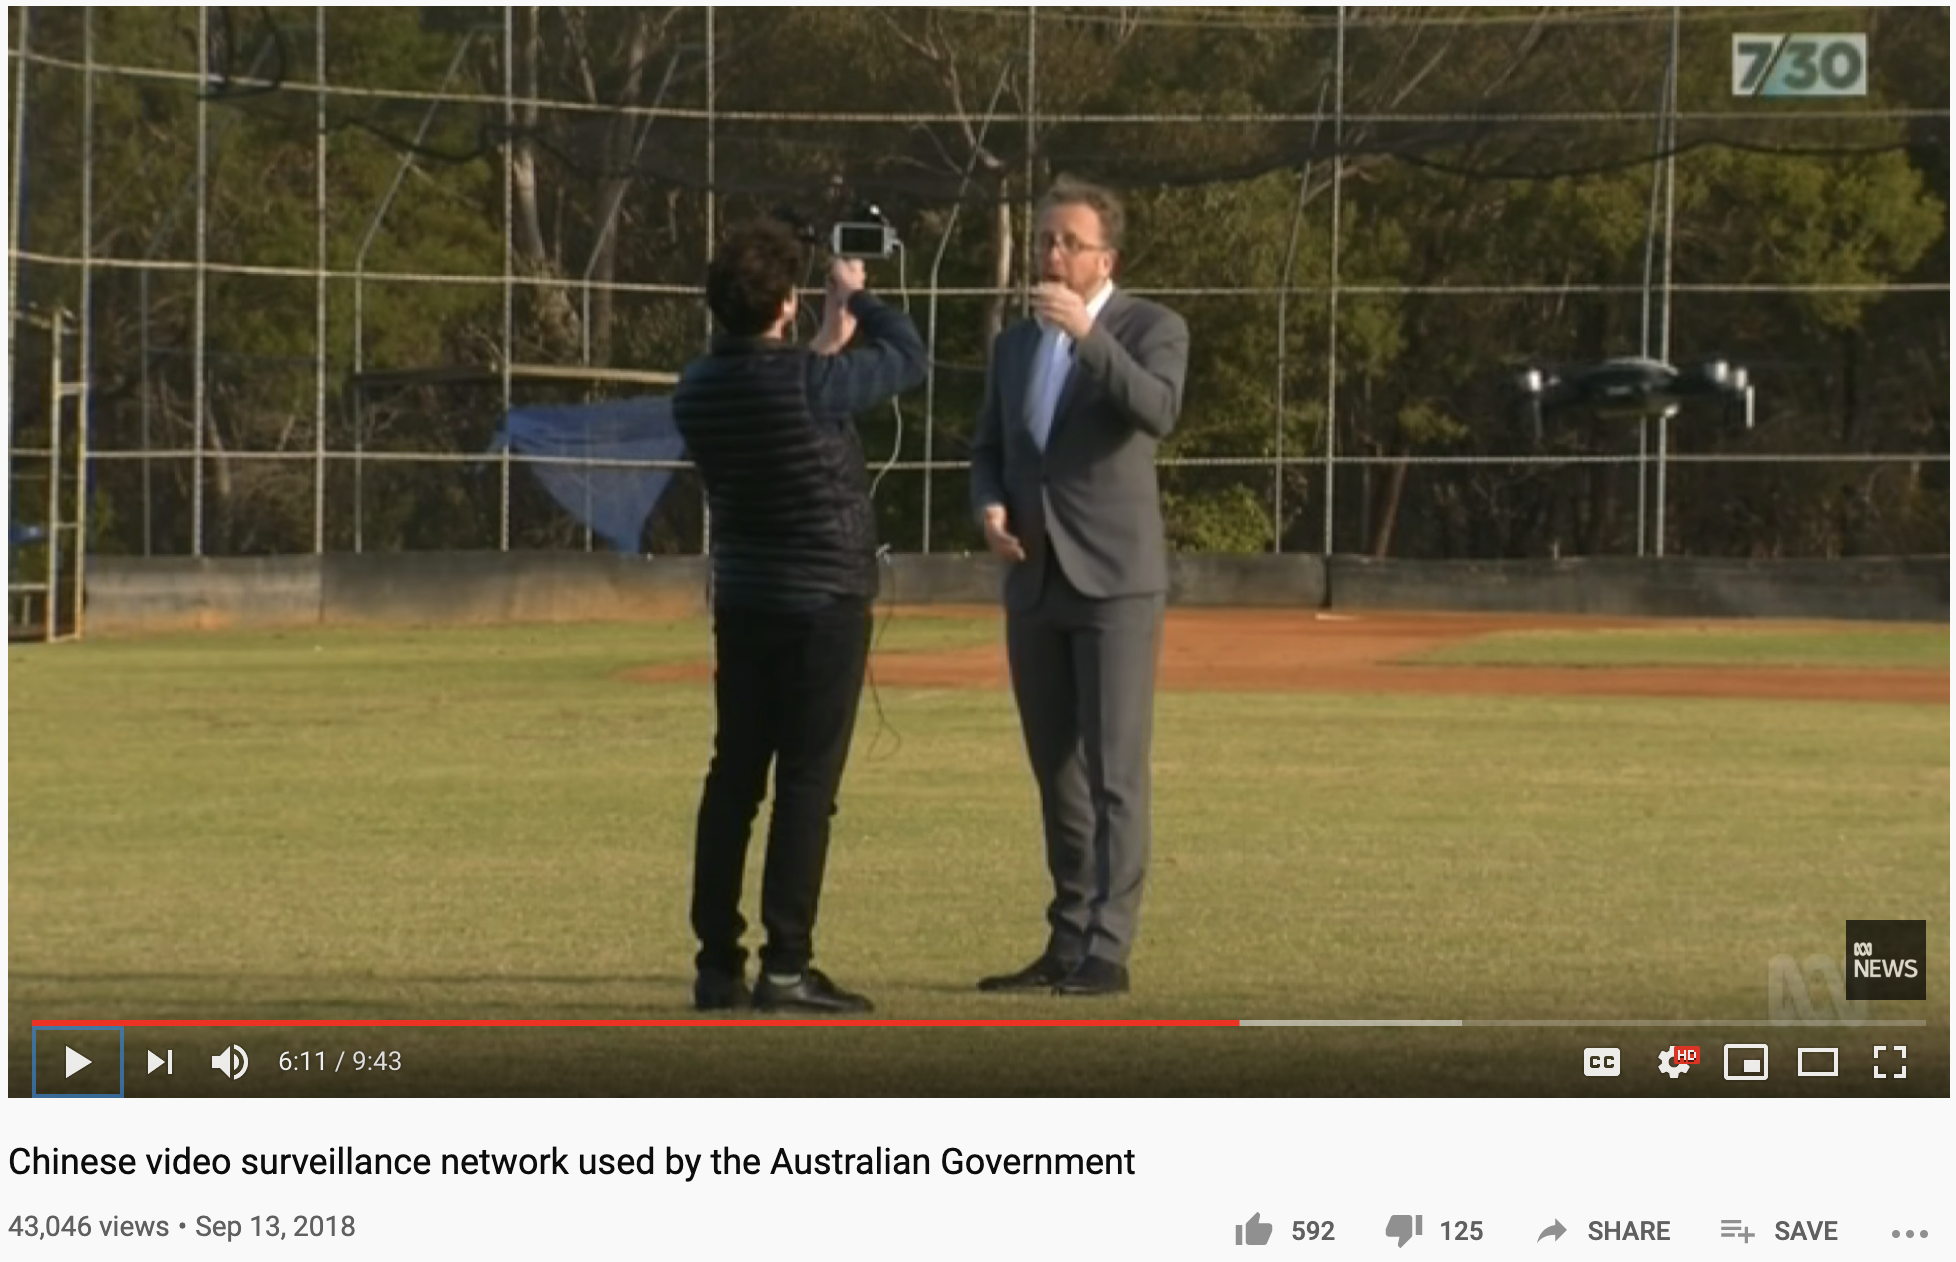 7/30
NEWS
6:11 / 9:43
CC
HD
Chinese video surveillance network used by the Australian Government
43,046 views • Sep 13, 2018
592
125
SHARE
SAVE